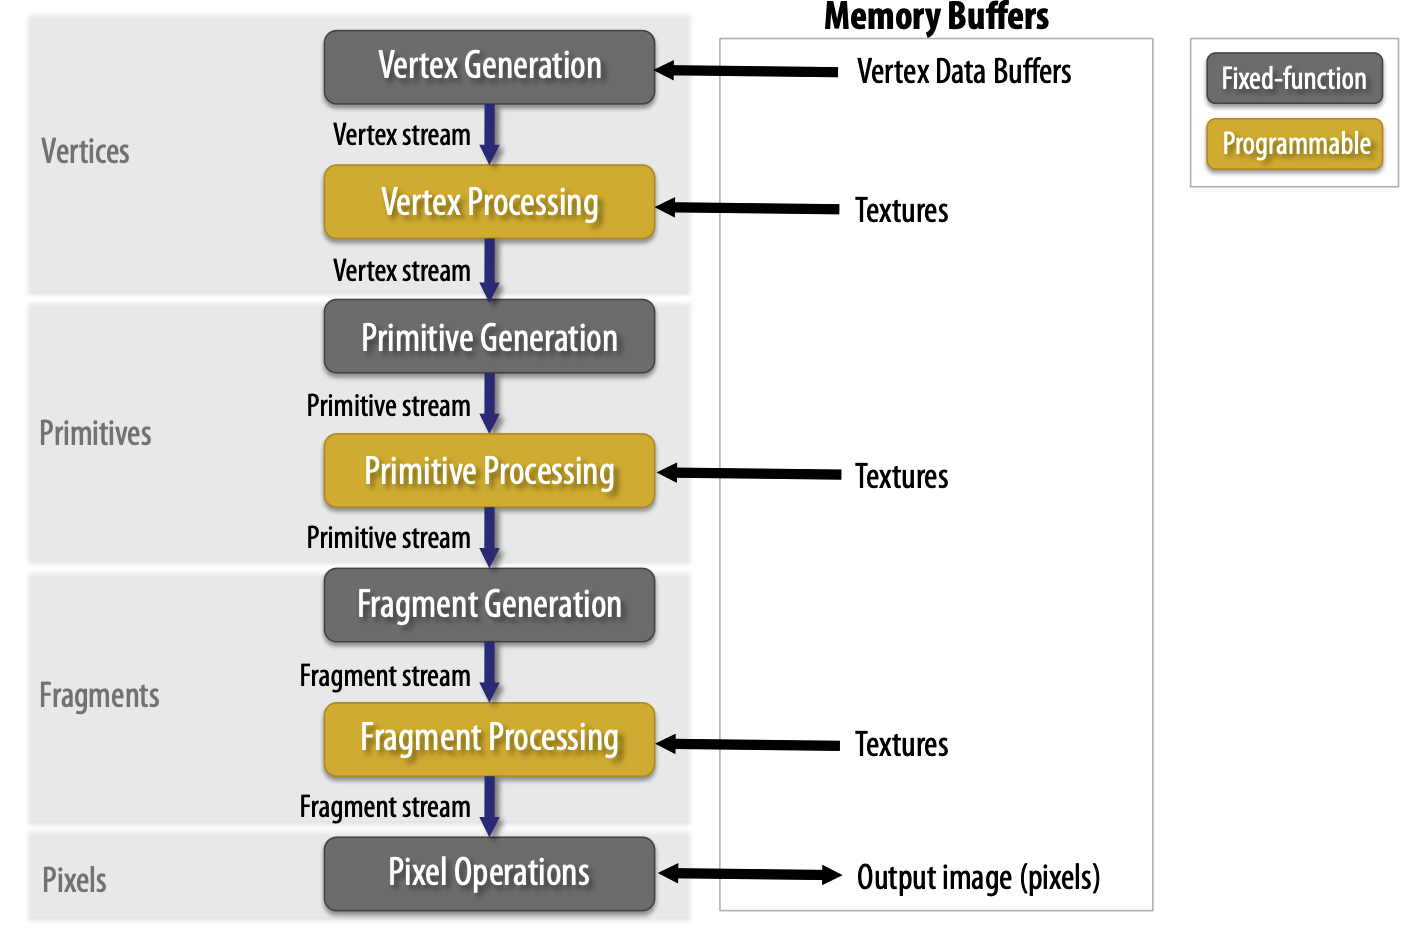 Memory Buffers
Vertex Generation
Vertex Data Buffers
Fixed-function
Programmable
Vertices
Vertex stream
Vertex Processing
Textures
Vertex stream
Primitive Generation
Primitives
Primitive stream
Primitive Processing
Textures
Primitive stream
Fragment Generation
Fragments
Fragment stream
Fragment Processing
Textures
Fragment stream
Pixels
Pixel Operations
Output image (pixels)